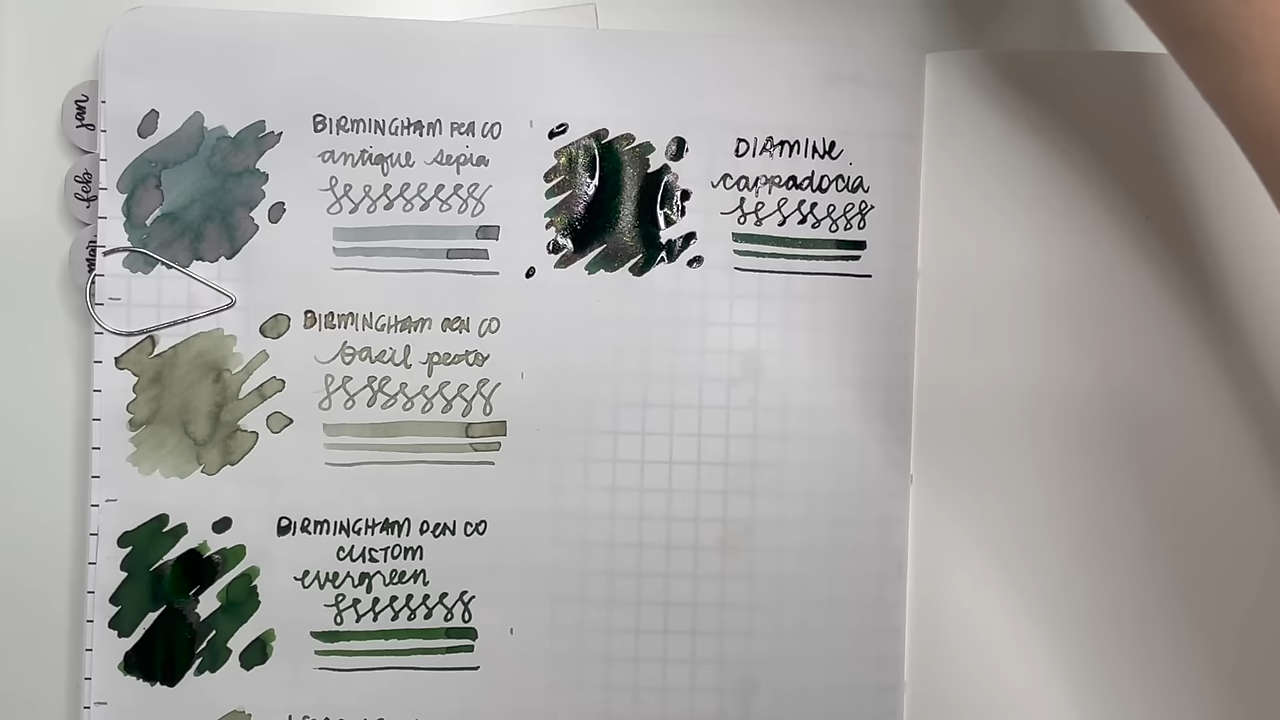 jan
feb
mar
BIRMINGHAM PEN CO
antique sepia
BIRMINGHAM PEN CO
basil pesto
BIRMINGHAM PEN CO
CUSTOM
evergreen
DIAMINE
cappadocia